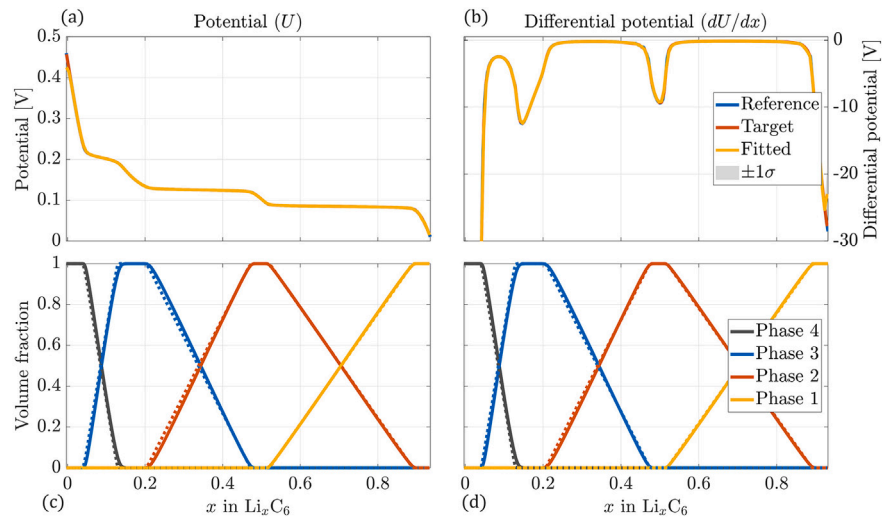 (a) Potential (U)
(b) Differential potential (dU/dx)
Potential [V]
0.5
0.4
0.3
0.2
0.1
0
Differential potential [V]
0
-10
-20
-30
Reference
Target
Fitted
±1σ
Volume fraction
1
0.8
0.6
0.4
0.2
0
0 0.2 0.4 0.6 0.8
x in LiₓC₆
(c)
Phase 4
Phase 3
Phase 2
Phase 1
0 0.2 0.4 0.6 0.8
x in LiₓC₆
(d)